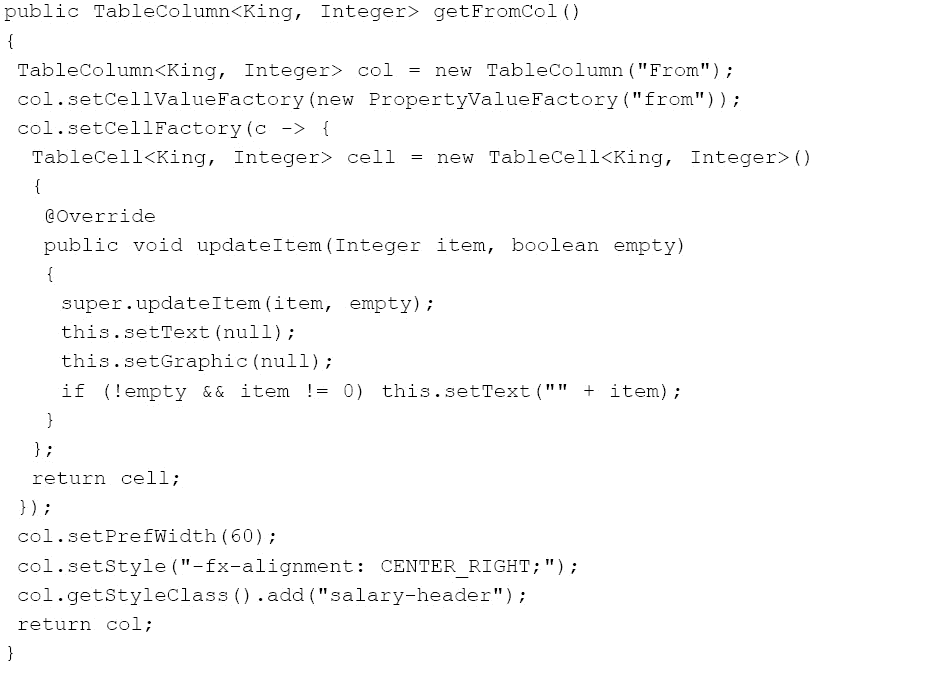 public TableColumn<King, Integer> getFromCol()
{
 TableColumn<King, Integer> col = new TableColumn("From");
 col.setCellValueFactory(new PropertyValueFactory("from"));
 col.setCellFactory(c -> {
  TableCell<King, Integer> cell = new TableCell<King, Integer>()
  {
   @Override
   public void updateItem(Integer item, boolean empty)
   {
    super.updateItem(item, empty);
    this.setText(null);
    this.setGraphic(null);
    if (!empty && item != 0) this.setText("" + item);
   }
  };
  return cell;
 });
 col.setPrefWidth(60);
 col.setStyle("-fx-alignment: CENTER_RIGHT;");
 col.getStyleClass().add("salary-header");
 return col;
}